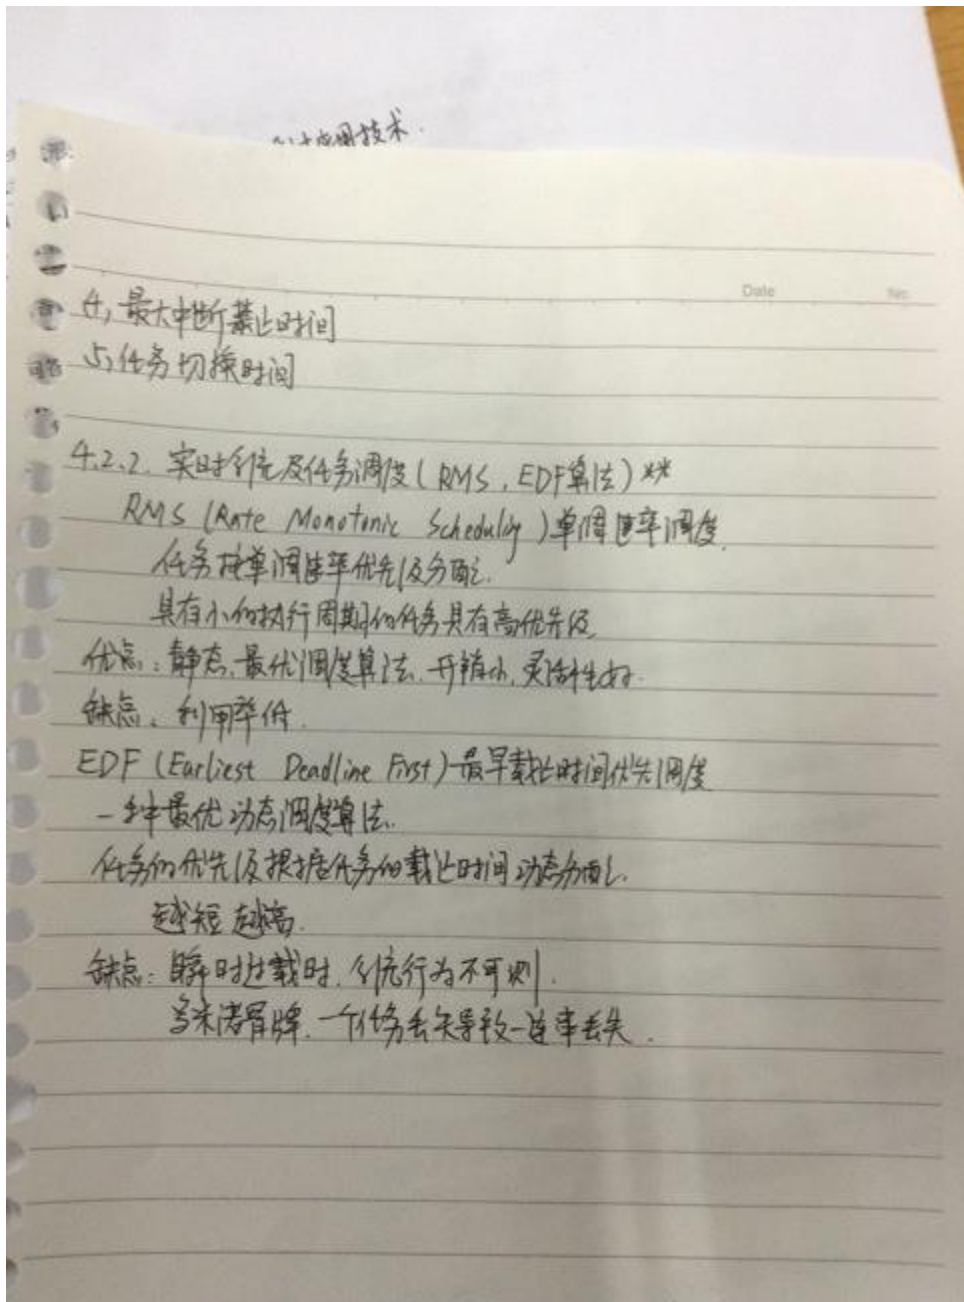 应用技术.
Date No.
4, 最大中断禁止时间
5, 任务切换时间
4.2.2. 实时系统及任务调度 ( RMS , EDF算法 ) **
RMS (Rate Monotonic Scheduling) 单调速率调度.
任务按单调速率优先级分配.
具有小的执行周期的任务具有高优先级
优点: 静态、最优调度算法, 开销小, 灵活性好.
缺点: 利用率低.
EDF (Earliest Deadline First) 最早截止时间优先调度
一种最优动态调度算法.
任务的优先级根据任务的截止时间动态分配.
越短越高.
缺点: 瞬时过载时, 系统行为不可测.
多米诺骨牌. 一个任务丢失导致一连串丢失.